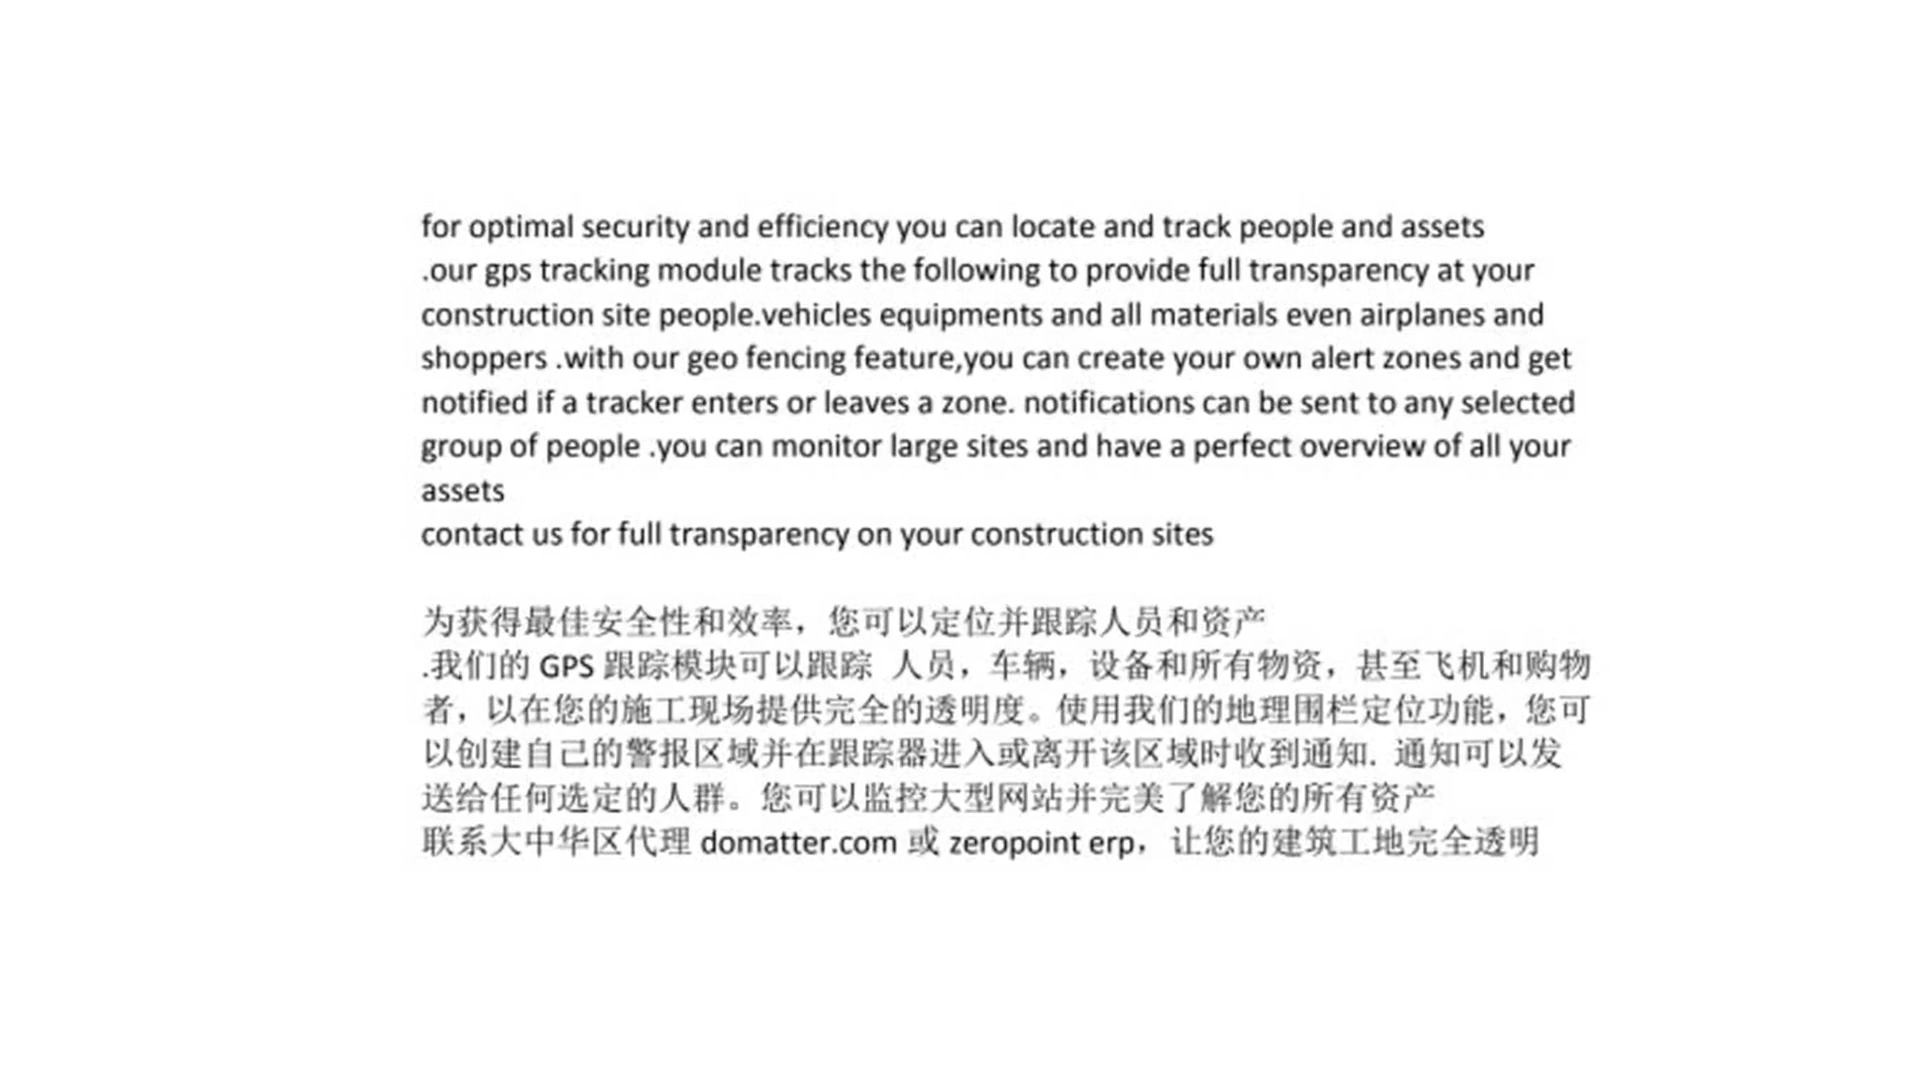 for optimal security and efficiency you can locate and track people and assets
.our gps tracking module tracks the following to provide full transparency at your
construction site people.vehicles equipments and all materials even airplanes and
shoppers .with our geo fencing feature,you can create your own alert zones and get
notified if a tracker enters or leaves a zone. notifications can be sent to any selected
group of people .you can monitor large sites and have a perfect overview of all your
assets
contact us for full transparency on your construction sites
为获得最佳安全性和效率，您可以定位并跟踪人员和资产
.我们的 GPS 跟踪模块可以跟踪 人员，车辆，设备和所有物资，甚至飞机和购物
者，以在您的施工现场提供完全的透明度。使用我们的地理围栏定位功能，您可
以创建自己的警报区域并在跟踪器进入或离开该区域时收到通知. 通知可以发
送给任何选定的人群。您可以监控大型网站并完美了解您的所有资产
联系大中华区代理 domatter.com 或 zeropoint erp，让您的建筑工地完全透明